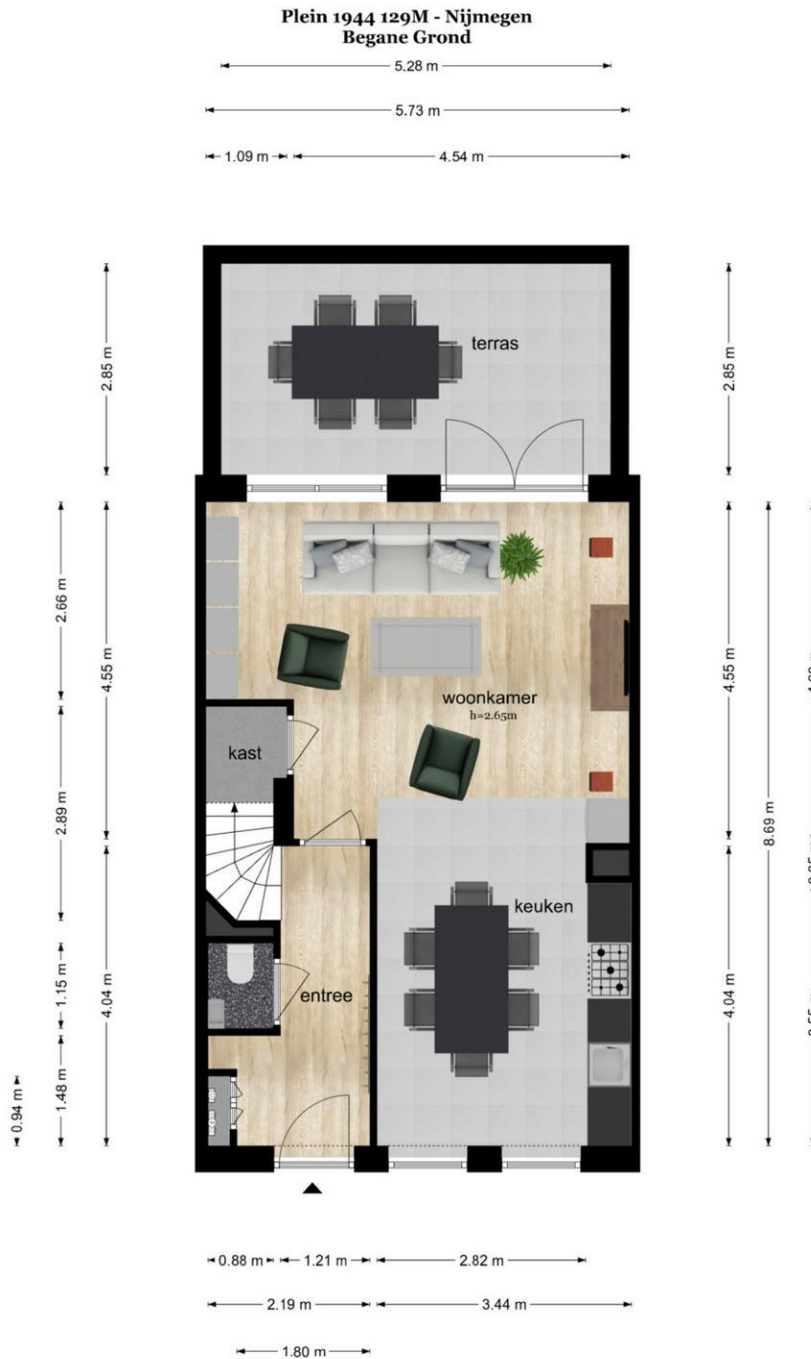 Plein 1944 129M - Nijmegen
Begane Grond
5.28 m
5.73 m
1.09 m
4.54 m
2.85 m
terras
2.85 m
2.66 m
4.55 m
woonkamer
h=2.65m
4.55 m
8.69 m
kast
2.89 m
keuken
1.15 m
4.04 m
entree
4.04 m
1.48 m
0.94 m
0.88 m
1.21 m
2.82 m
2.19 m
3.44 m
1.80 m